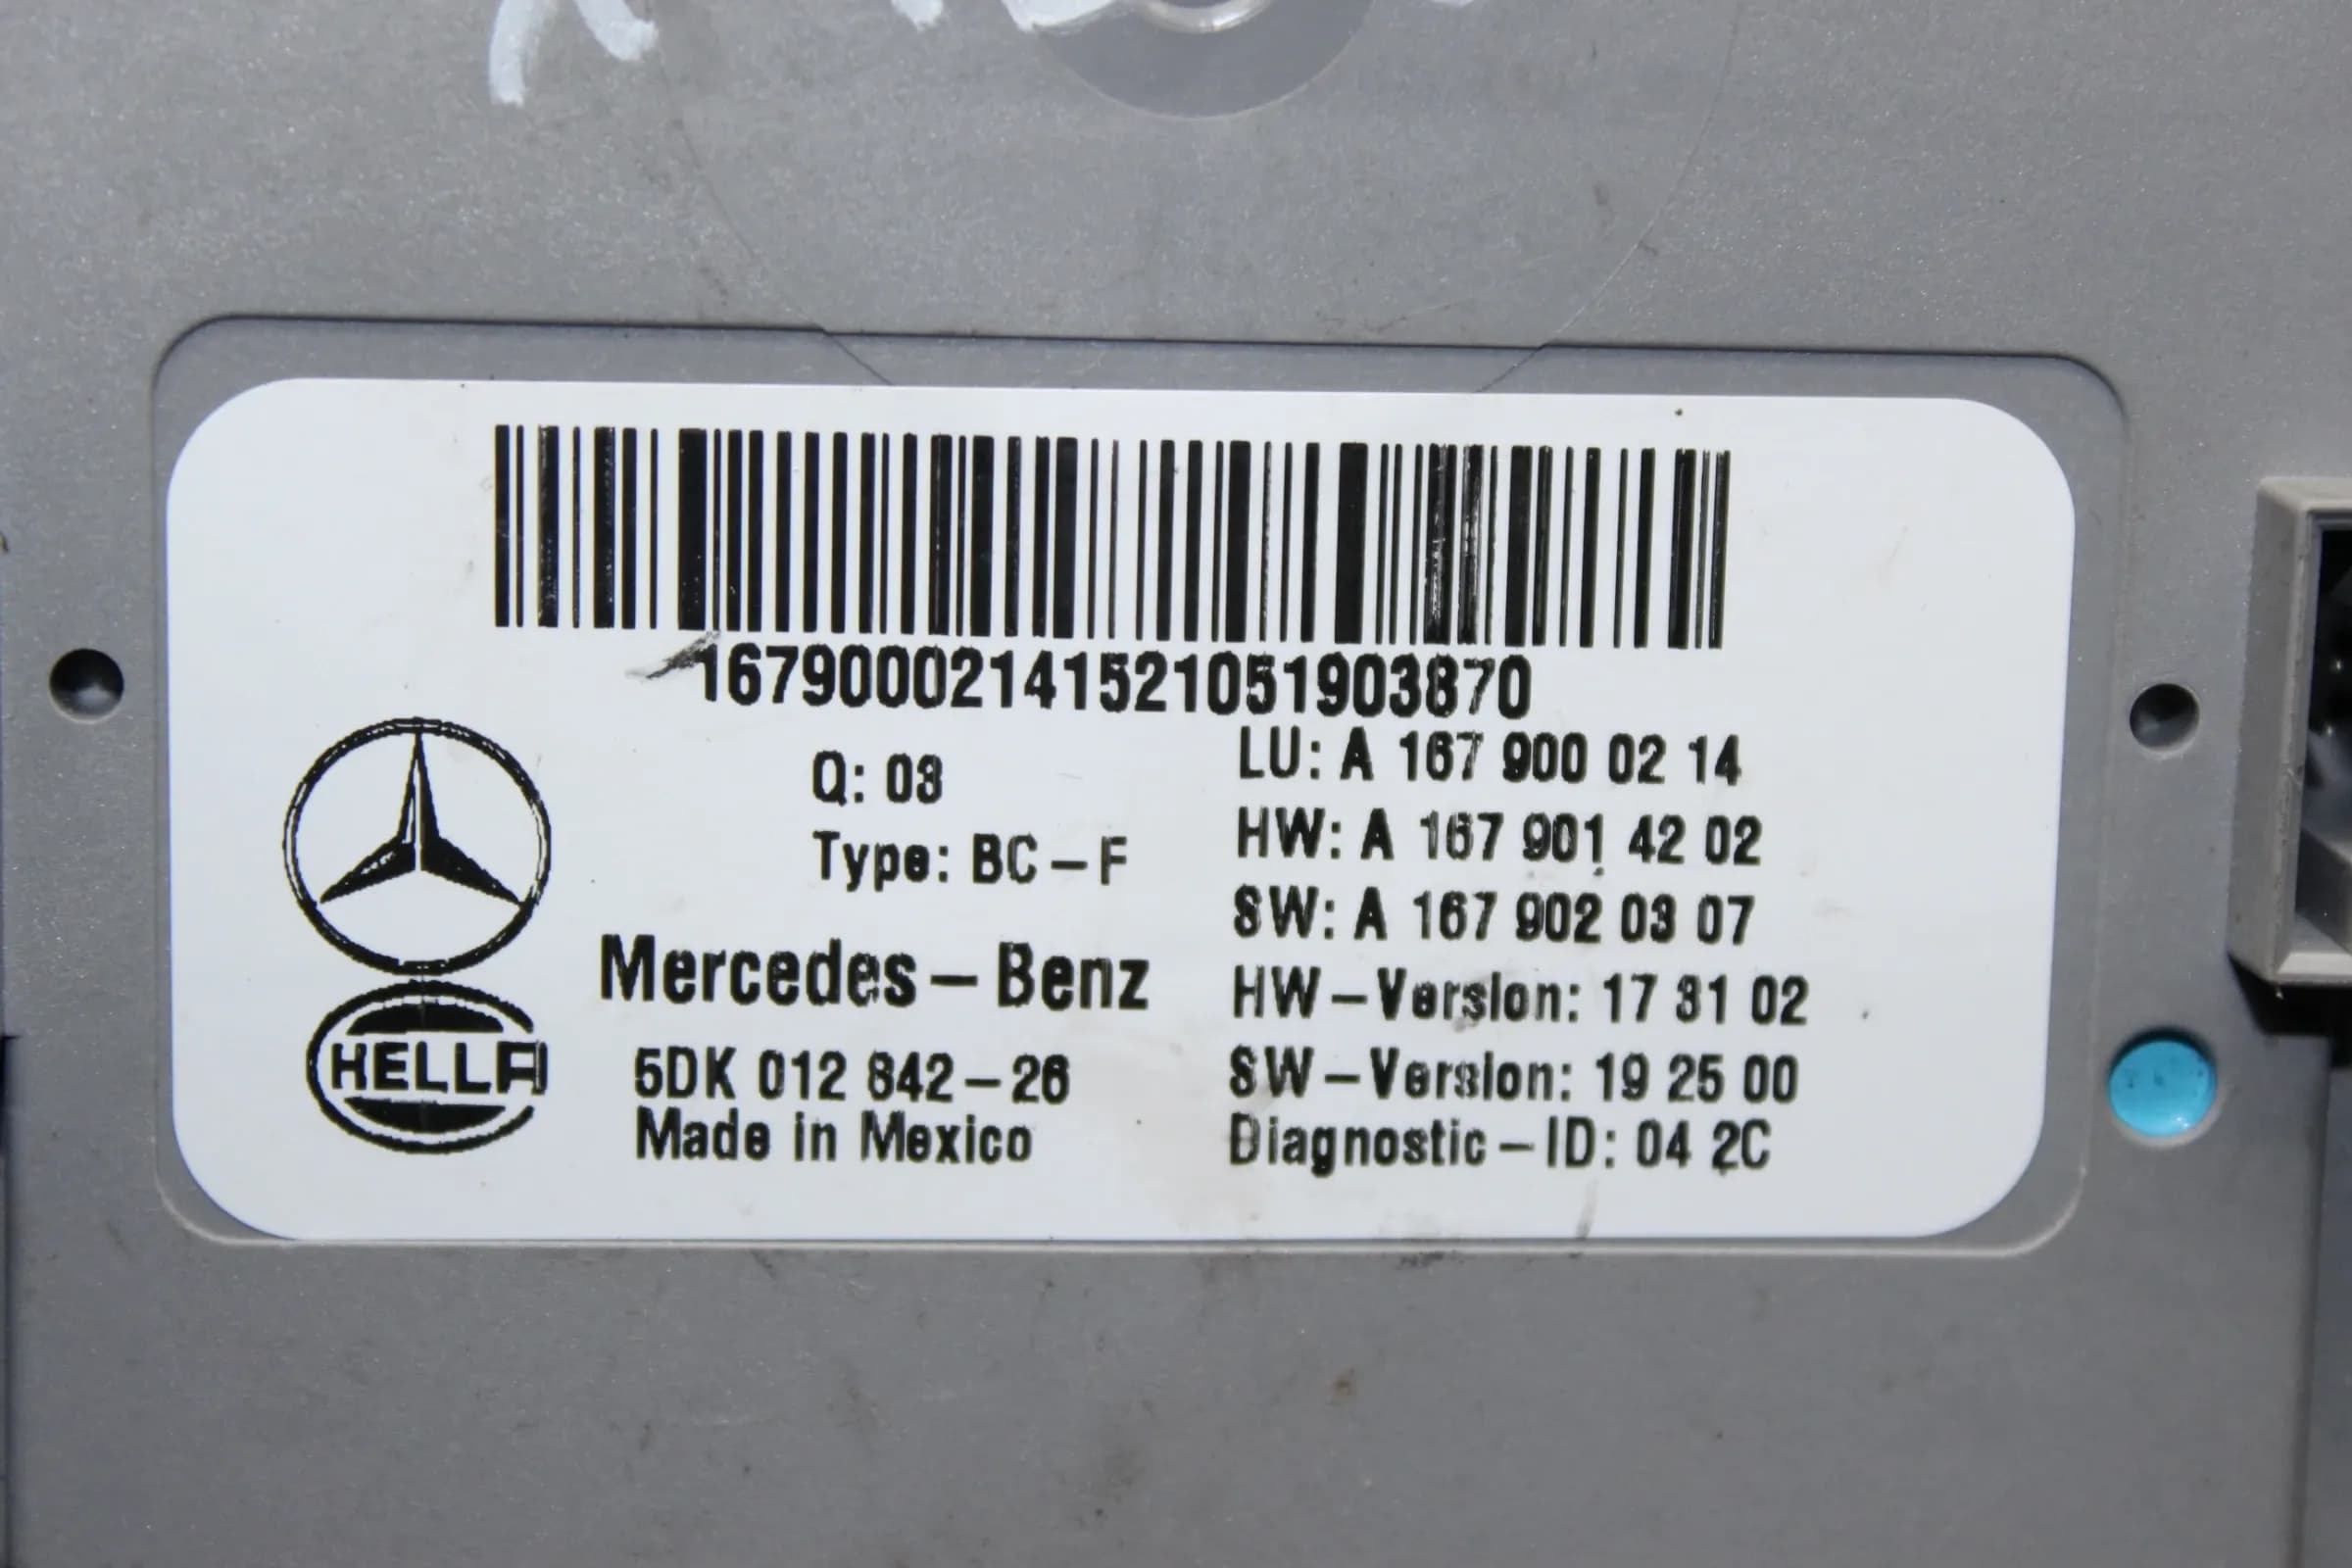 1679000214152105190387​0
Q: 03
Type: BC-F
Mercedes-Benz
HELLA
5DK 012 842-26
Made in Mexico
LU: A 167 900 02 14
HW: A 167 901 42 02
SW: A 167 902 03 07
HW-Version: 17 31 02
SW-Version: 19 25 00
Diagnostic-ID: 04 2C